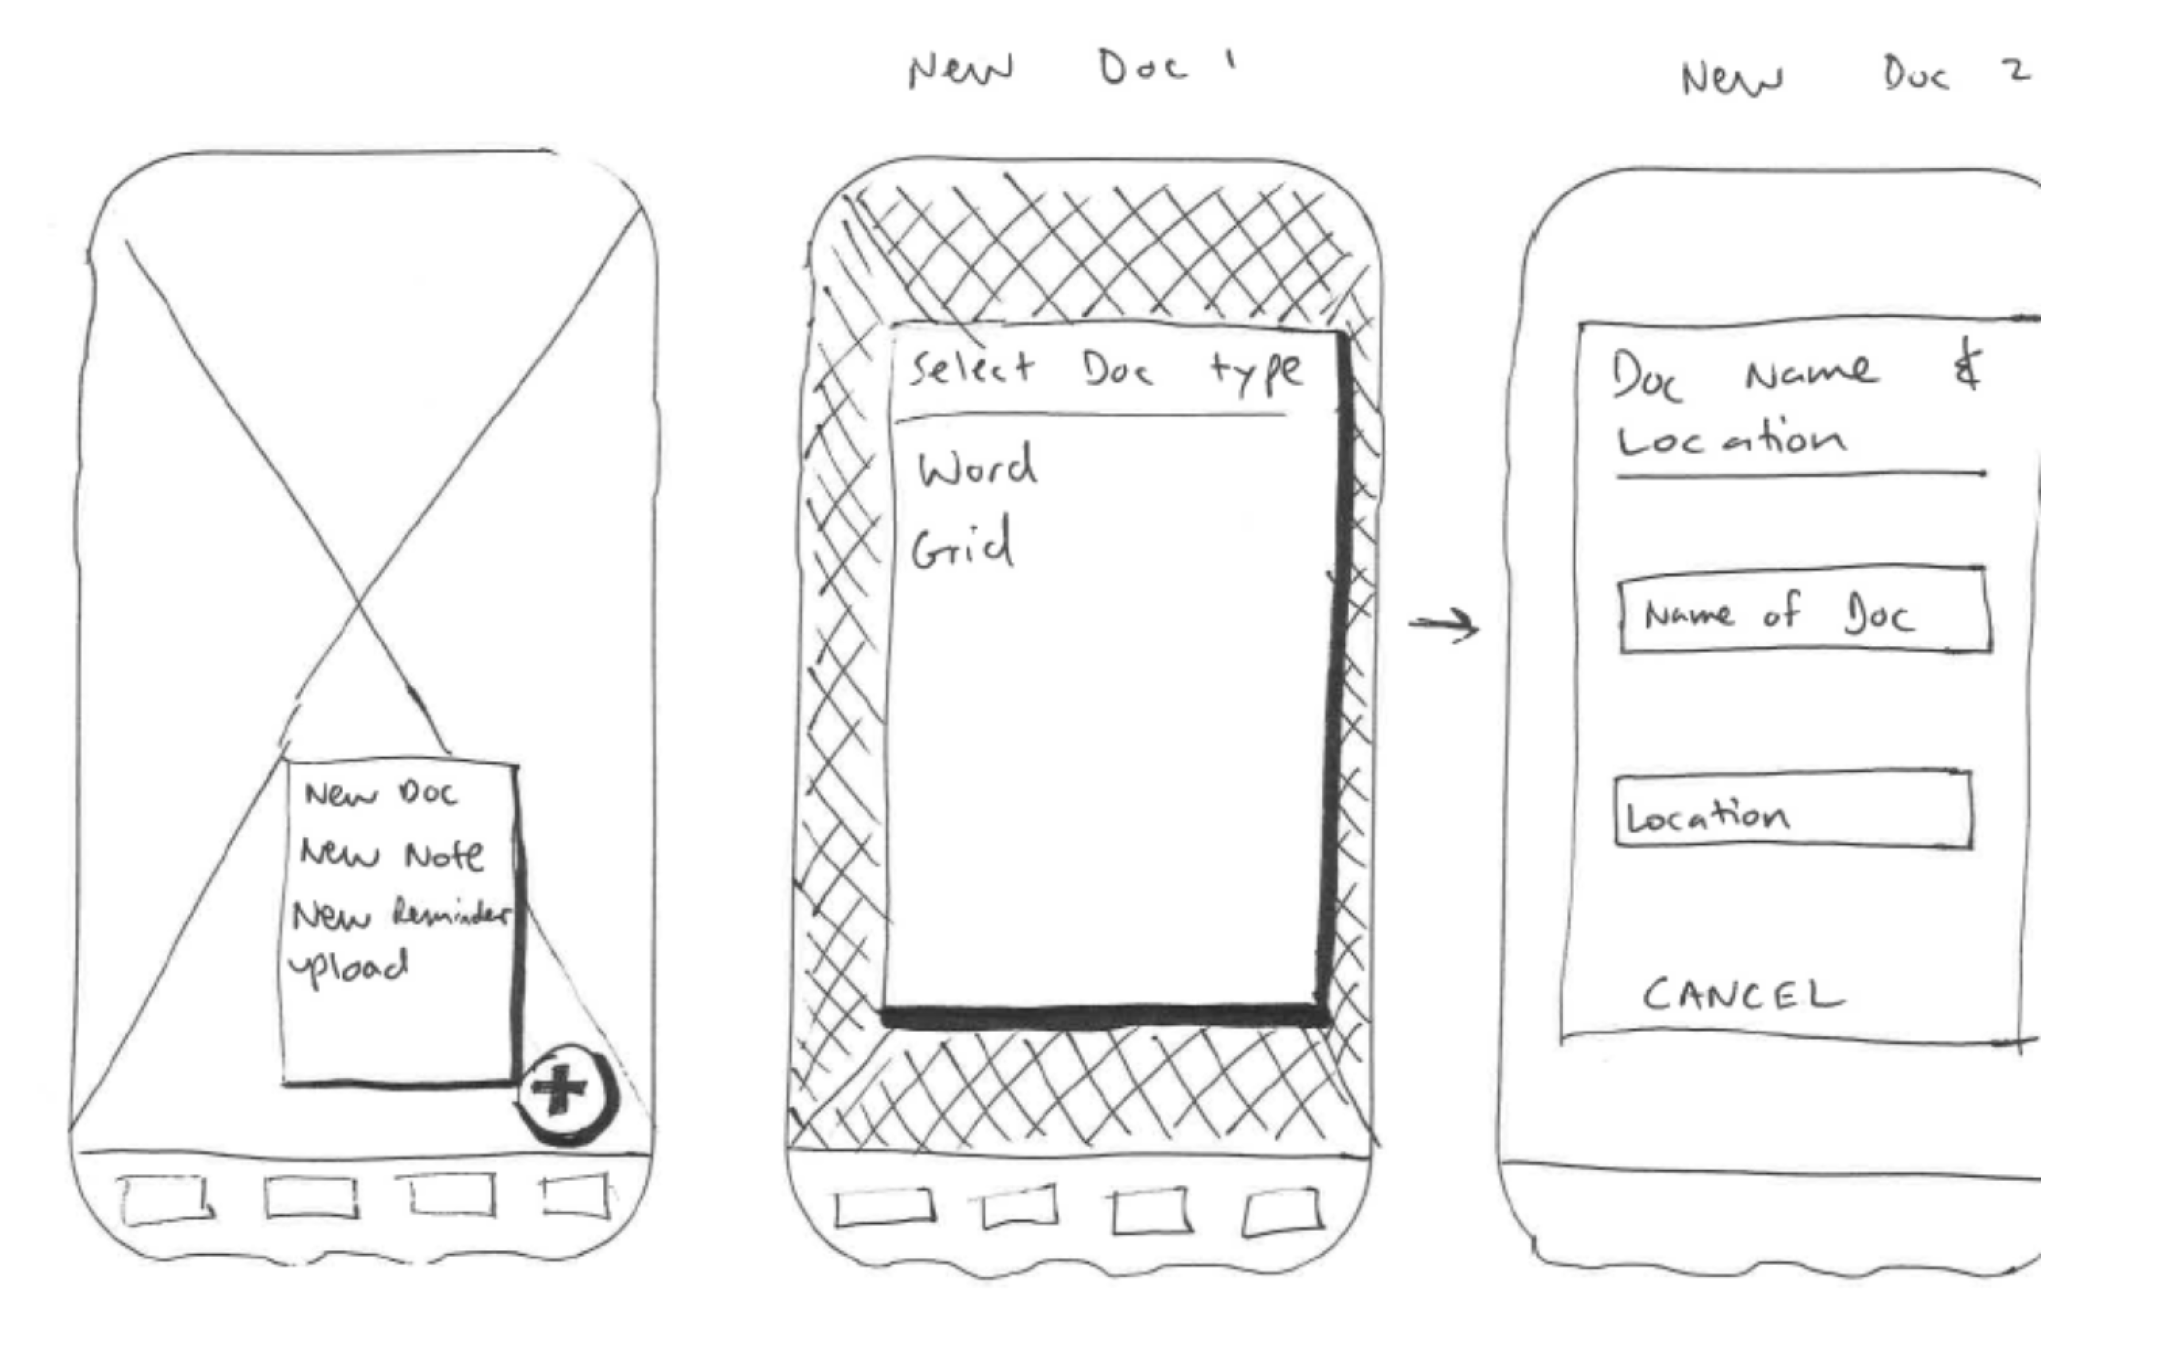 New Doc 1
New Doc 2
New Doc
New Note
New Reminder
upload
+
Select Doc type
Word
Grid
Doc Name &
Location
Name of Doc
Location
CANCEL